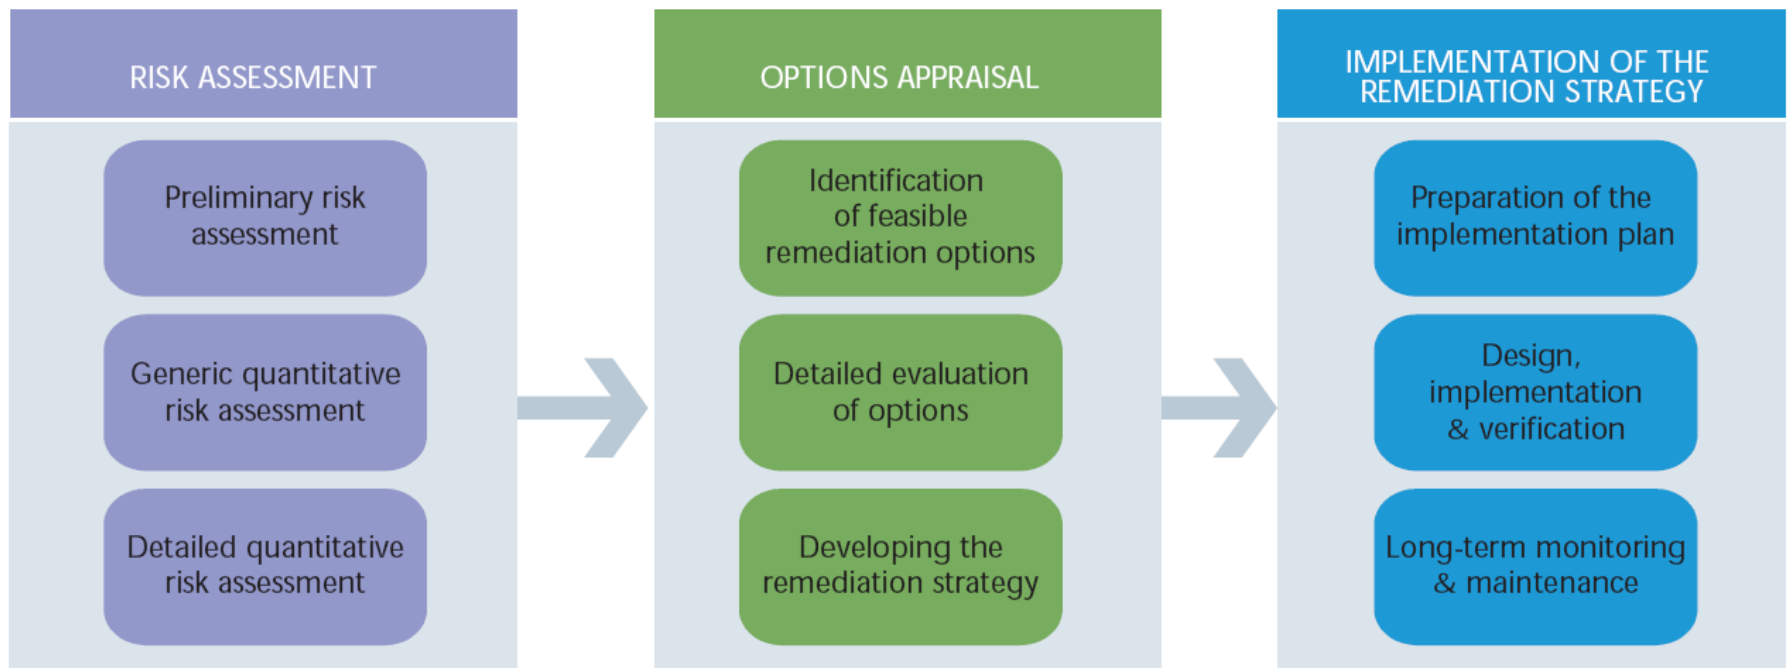 RISK ASSESSMENT
Preliminary risk
assessment
Generic quantitative
risk assessment
Detailed quantitative
risk assessment
OPTIONS APPRAISAL
Identification
of feasible
remediation options
Detailed evaluation
of options
Developing the
remediation strategy
IMPLEMENTATION OF THE
REMEDIATION STRATEGY
Preparation of the
implementation plan
Design,
implementation
& verification
Long-term monitoring
& maintenance